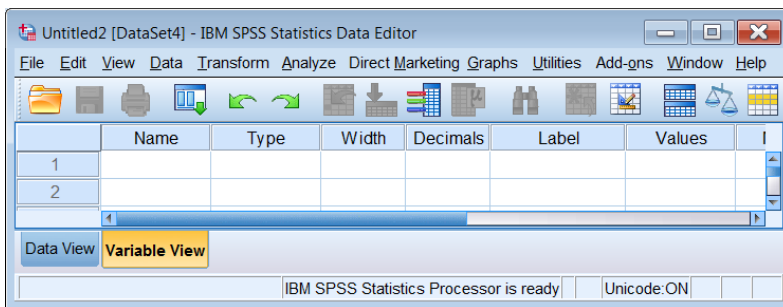 Untitled2 [DataSet4] - IBM SPSS Statistics Data Editor
File Edit View Data Transform Analyze Direct Marketing Graphs Utilities Add-ons Window Help
Name Type Width Decimals Label Values
1
2
Data View Variable View
IBM SPSS Statistics Processor is ready Unicode:ON